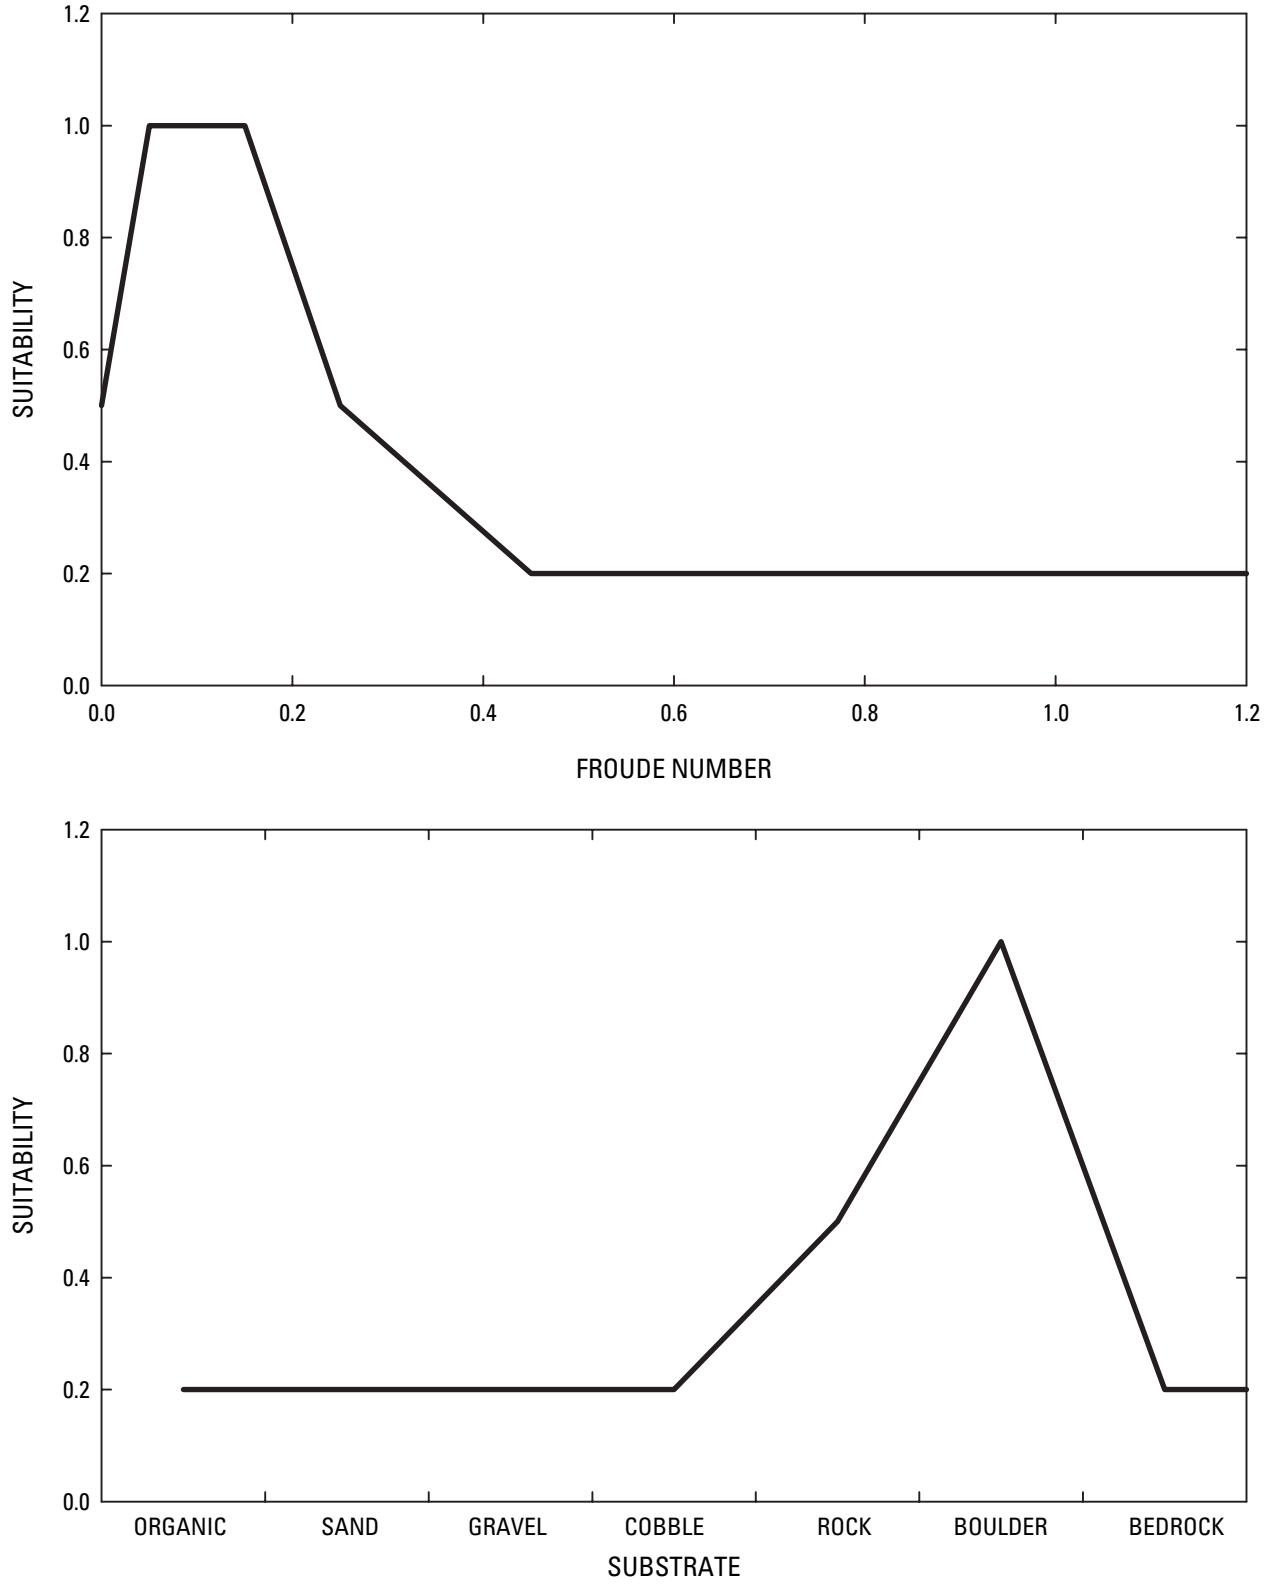 1.2
1.0
0.8
0.6
0.4
0.2
0.0
SUITABILITY
0.0 0.2 0.4 0.6 0.8 1.0 1.2
FROUDE NUMBER
1.2
1.0
0.8
0.6
0.4
0.2
0.0
SUITABILITY
ORGANIC SAND GRAVEL COBBLE ROCK BOULDER BEDROCK
SUBSTRATE